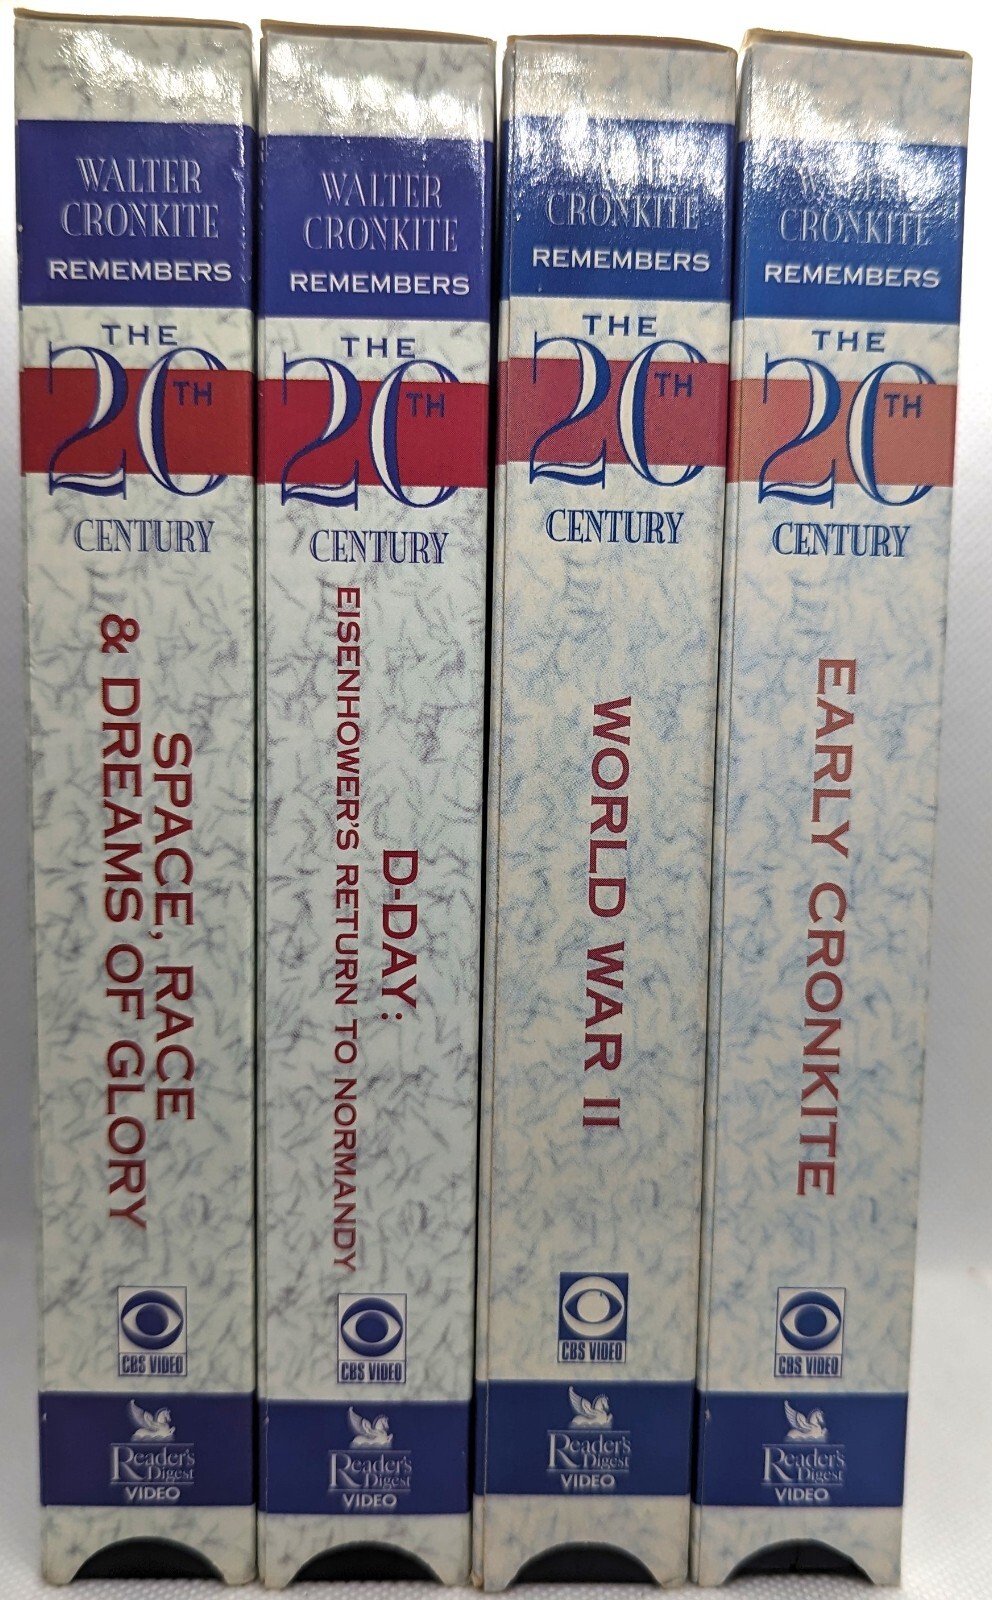 WALTER
CRONKITE
REMEMBERS
THE
20TH
CENTURY
SPACE, RACE
& DREAMS OF GLORY
CBS VIDEO
Reader's
Digest
VIDEO
WALTER
CRONKITE
REMEMBERS
THE
20TH
CENTURY
D-DAY:
EISENHOWER'S RETURN TO NORMANDY
CBS VIDEO
Reader's
Digest
VIDEO
WALTER
CRONKITE
REMEMBERS
THE
20TH
CENTURY
WORLD WAR II
CBS VIDEO
Reader's
Digest
VIDEO
WALTER
CRONKITE
REMEMBERS
THE
20TH
CENTURY
EARLY CRONKITE
CBS VIDEO
Reader's
Digest
VIDEO